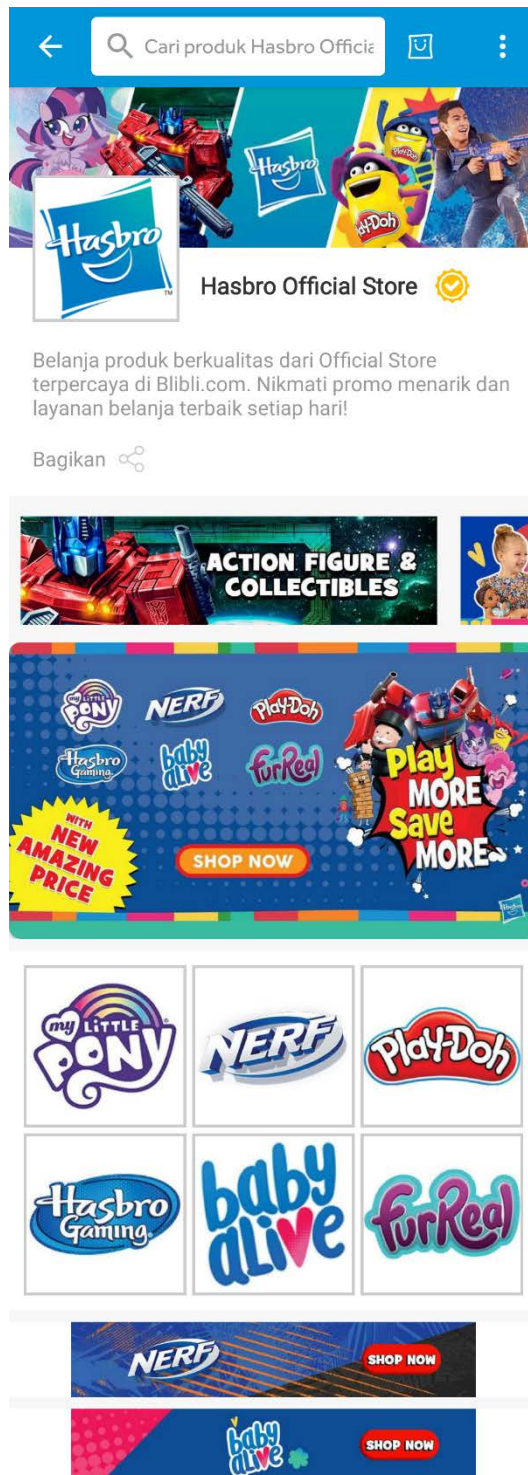 Cari produk Hasbro Officia
Hasbro
Play-Doh
Hasbro
TM
Hasbro Official Store
Belanja produk berkualitas dari Official Store
terpercaya di Blibli.com. Nikmati promo menarik dan
layanan belanja terbaik setiap hari!
Bagikan
ACTION FIGURE &
COLLECTIBLES
my LITTLE PONY
NERF
Play-Doh
Hasbro Gaming
baby alive
furReal
Play
MORE
Save
MORE
WITH
NEW
AMAZING
PRICE
SHOP NOW
Hasbro
my LITTLE
PONY
NERF
Play-Doh
Hasbro
Gaming
baby
alive
furReal
NERF
SHOP NOW
baby
alive
SHOP NOW